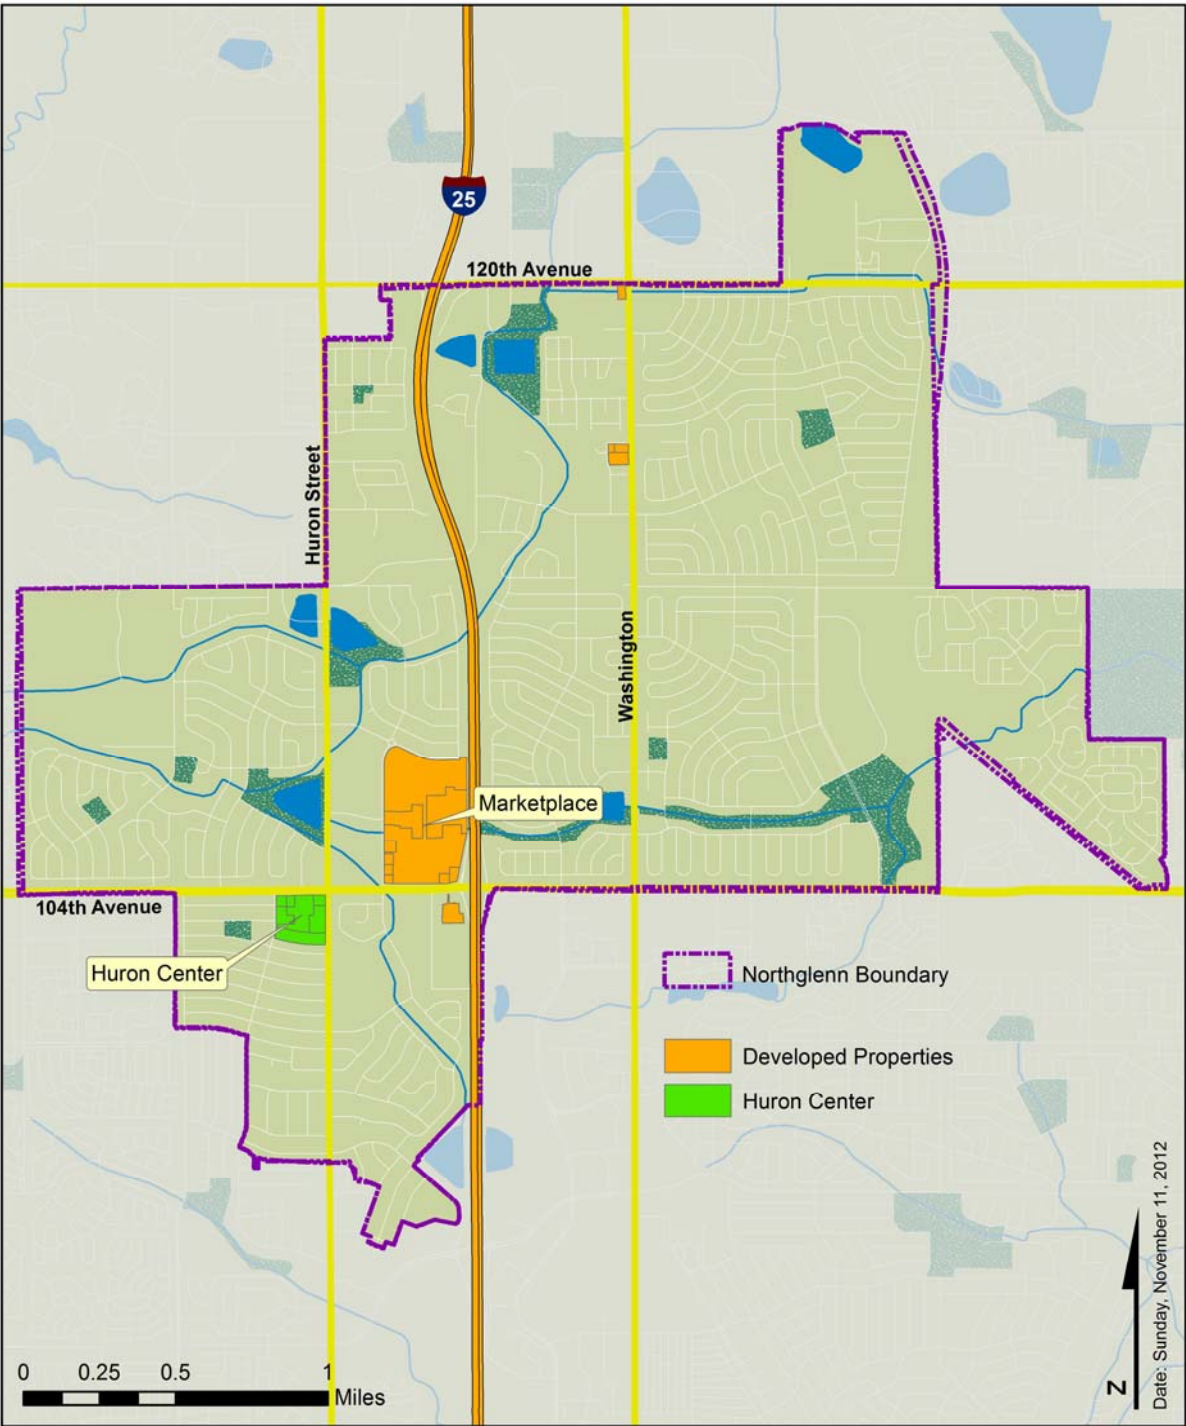 25
120th Avenue
Huron Street
Washington
Marketplace
104th Avenue
Huron Center
Northglenn Boundary
Developed Properties
Huron Center
0 0.25 0.5 1
Miles
N
Date: Sunday, November 11, 2012